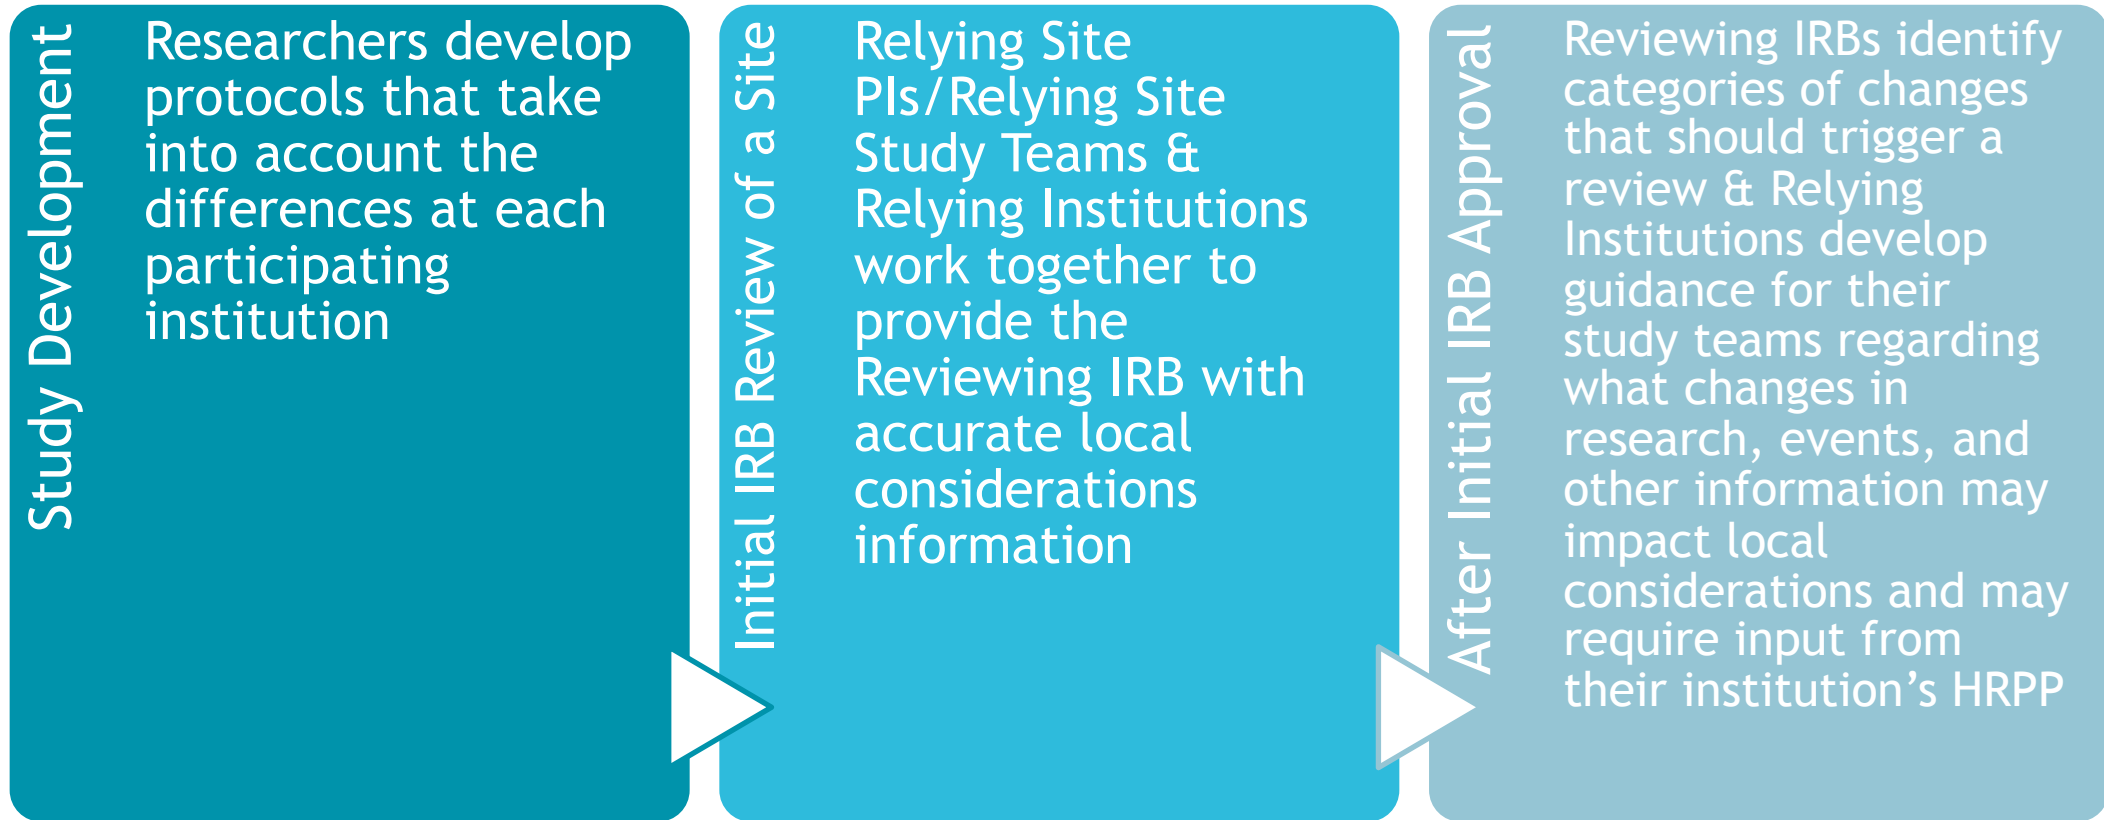 Study Development
Researchers develop
protocols that take
into account the
differences at each
participating
institution
Initial IRB Review of a Site
Relying Site
PIs/Relying Site
Study Teams &
Relying Institutions
work together to
provide the
Reviewing IRB with
accurate local
considerations
information
After Initial IRB Approval
Reviewing IRBs identify
categories of changes
that should trigger a
review & Relying
Institutions develop
guidance for their
study teams regarding
what changes in
research, events, and
other information may
impact local
considerations and may
require input from
their institution’s HRPP